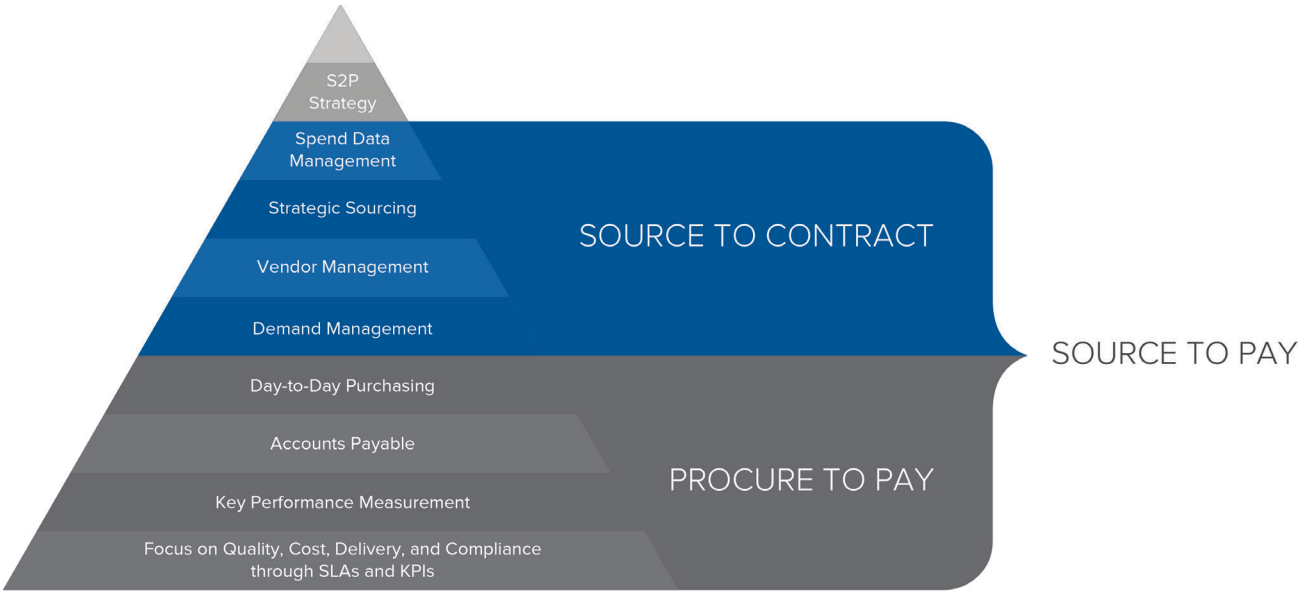 S2P
Strategy
Spend Data
Management
Strategic Sourcing
Vendor Management
Demand Management
SOURCE TO CONTRACT
Day-to-Day Purchasing
Accounts Payable
Key Performance Measurement
Focus on Quality, Cost, Delivery, and Compliance
through SLAs and KPIs
PROCURE TO PAY
SOURCE TO PAY